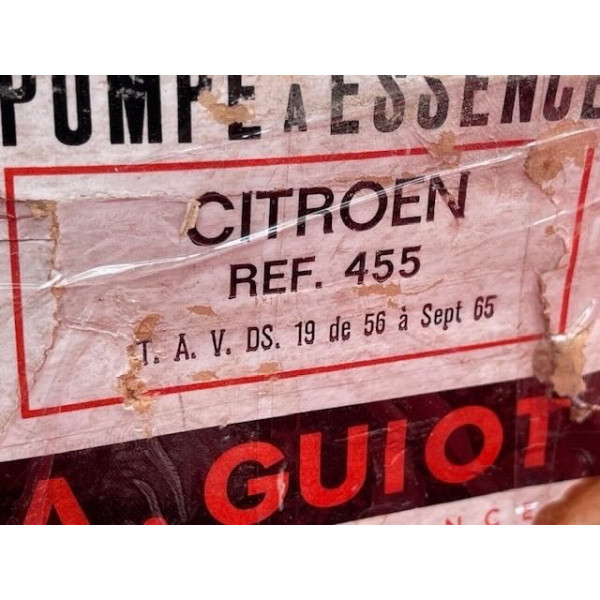 POMPE A ESSENCE
CITROEN
REF. 455
T. A. V. DS. 19 de 56 à Sept 65
A. GUIOT